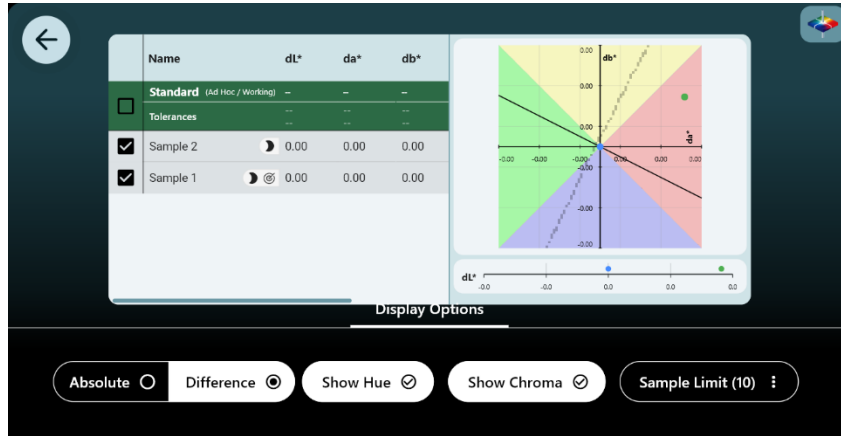 Name dL* da* db*
Standard (Ad Hoc / Working) – – –
Tolerances -- -- --
Sample 2 0.00 0.00 0.00
Sample 1 0.00 0.00 0.00
0.00
db*
0.00
0.00
da*
-0.00 -0.00 -0.00 0.00 0.00 0.00
-0.00
-0.00
-0.00
dL*
-0.0 -0.0 0.0 0.0 0.0
Display Options
Absolute Difference Show Hue Show Chroma Sample Limit (10)